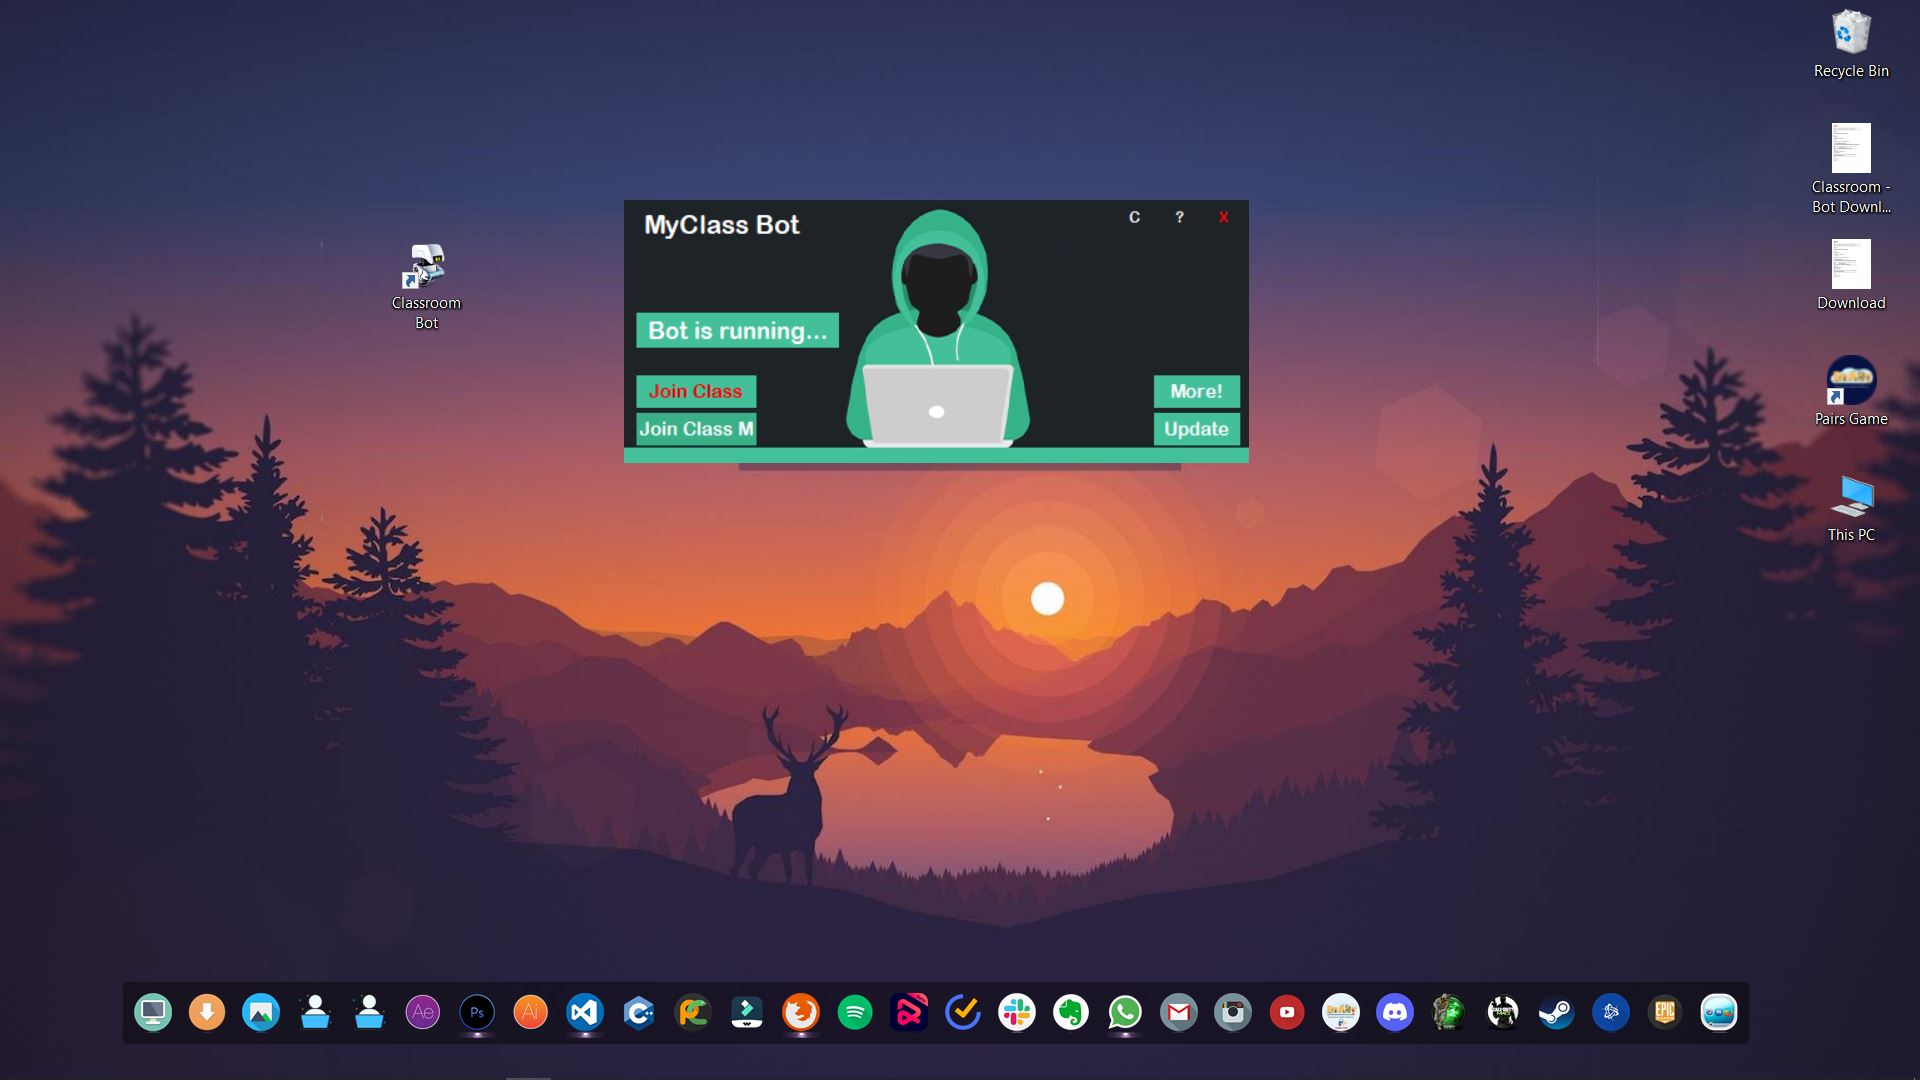 Recycle Bin
Classroom -
Bot Downl...
Download
Pairs Game
This PC
Classroom
Bot
MyClass Bot
C ? X
Bot is running...
Join Class
Join Class M
More!
Update
Ae
Ps
Ai
EPIC